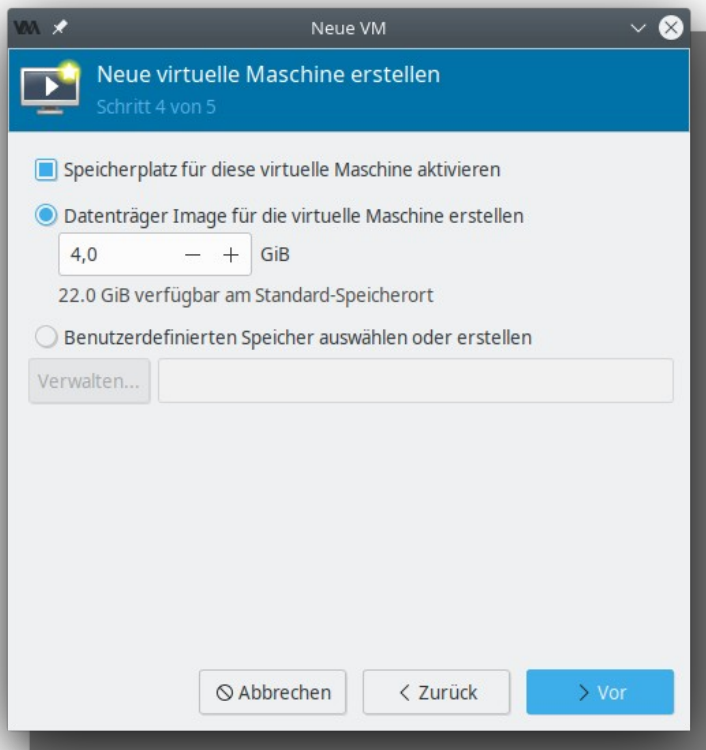 Neue VM
Neue virtuelle Maschine erstellen
Schritt 4 von 5
Speicherplatz für diese virtuelle Maschine aktivieren
Datenträger Image für die virtuelle Maschine erstellen
4,0 − + GiB
22.0 GiB verfügbar am Standard-Speicherort
Benutzerdefinierten Speicher auswählen oder erstellen
Verwalten...
Abbrechen < Zurück > Vor